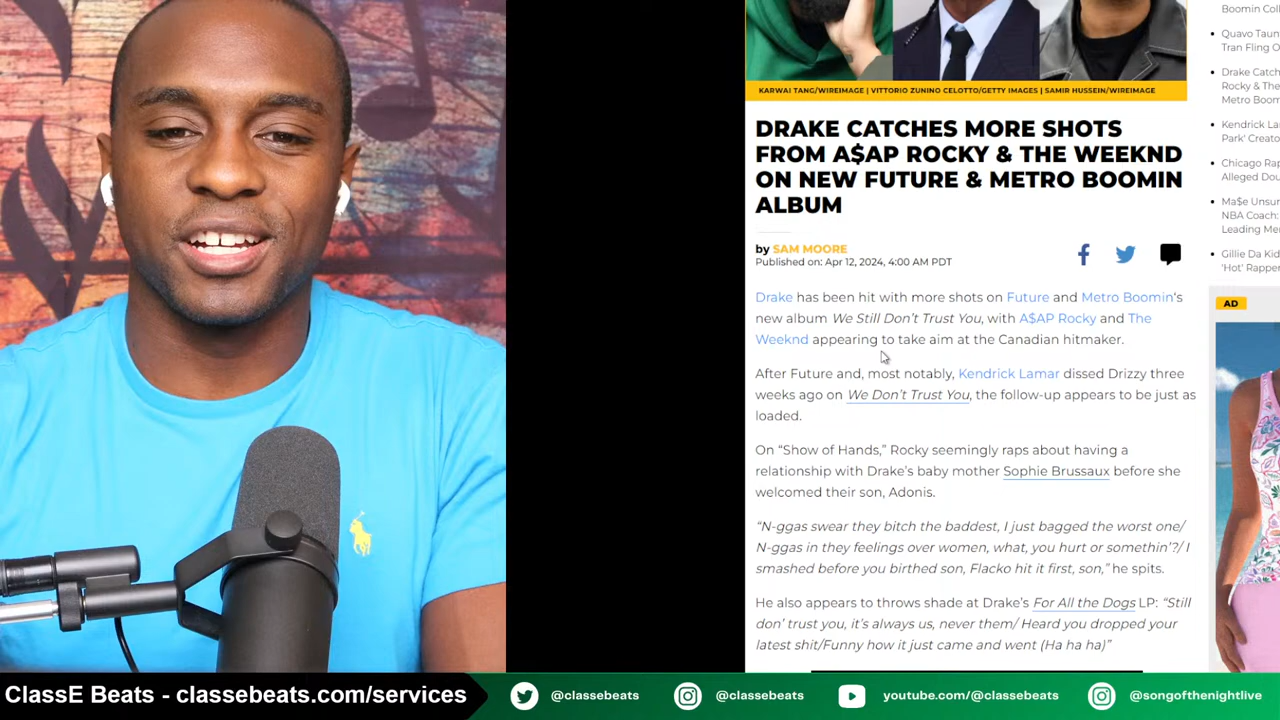 KARWAI TANG/WIREIMAGE | VITTORIO ZUNINO CELOTTO/GETTY IMAGES | SAMIR HUSSEIN/WIREIMAGE
DRAKE CATCHES MORE SHOTS
FROM A$AP ROCKY & THE WEEKND
ON NEW FUTURE & METRO BOOMIN
ALBUM
by SAM MOORE
Published on: Apr 12, 2024, 4:00 AM PDT
Drake has been hit with more shots on Future and Metro Boomin's
new album We Still Don't Trust You, with A$AP Rocky and The
Weeknd appearing to take aim at the Canadian hitmaker.
After Future and, most notably, Kendrick Lamar dissed Drizzy three
weeks ago on We Don't Trust You, the follow-up appears to be just as
loaded.
On “Show of Hands,” Rocky seemingly raps about having a
relationship with Drake's baby mother Sophie Brussaux before she
welcomed their son, Adonis.
“N-ggas swear they bitch the baddest, I just bagged the worst one/
N-ggas in they feelings over women, what, you hurt or somethin'?/ I
smashed before you birthed son, Flacko hit it first, son,” he spits.
He also appears to throws shade at Drake's For All the Dogs LP: “Still
don' trust you, it's always us, never them/ Heard you dropped your
latest shit/Funny how it just came and went (Ha ha ha)”
Boomin Coll
Quavo Taun
Tran Fling O
Drake Catch
Rocky & The
Metro Boom
Kendrick La
Park' Creato
Chicago Rap
Alleged Dou
Ma$e Unsur
NBA Coach:
Leading Me
Gillie Da Kid
'Hot' Rapper
AD
ClassE Beats - classebeats.com/services
@classebeats
@classebeats
youtube.com/@classebeats
@songofthenightlive